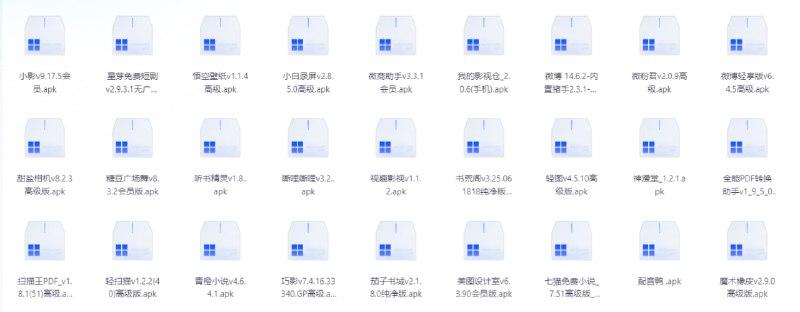 小影v9.17.5会
员.apk
星芽免费短剧
v2.9.3.1无广...
悟空壁纸v1.1.4
高级.apk
小白录屏v2.8.
5.0高级.apk
微商助手v3.3.1
会员.apk
我的影视仓_2.
0.6(手机).apk
微博 14.6.2-内
置猪手2.3.1-...
微粉君v2.0.9高
级.apk
微博轻享版v6.
4.5高级.apk
甜盐相机v8.2.3
高级版.apk
糖豆广场舞v8.
3.2会员版.apk
听书精灵v1.8..
.apk
嘶哩嘶哩v3.2..
.apk
视趣影视v1.1.
2.apk
书荒阁v3.25.06
1818纯净版...
轻图v4.5.10高
级版.apk
神漫堂_1.2.1.a
pk
全能PDF转换
助手v1_9_5_0..
扫描王PDF_v1.
8.1(51)高级.a...
轻扫描v1.2.2(4
0)高级版.apk
青橙小说v4.6.
4.1.apk
巧影v7.4.16.33
340.GP高级.a...
茄子书城v2.1.
8.0纯净版.apk
美图设计室v6.
3.90会员版.apk
七猫免费小说_
7.51高级版_...
配音鸭 .apk
魔术橡皮v2.9.0
高级版.apk